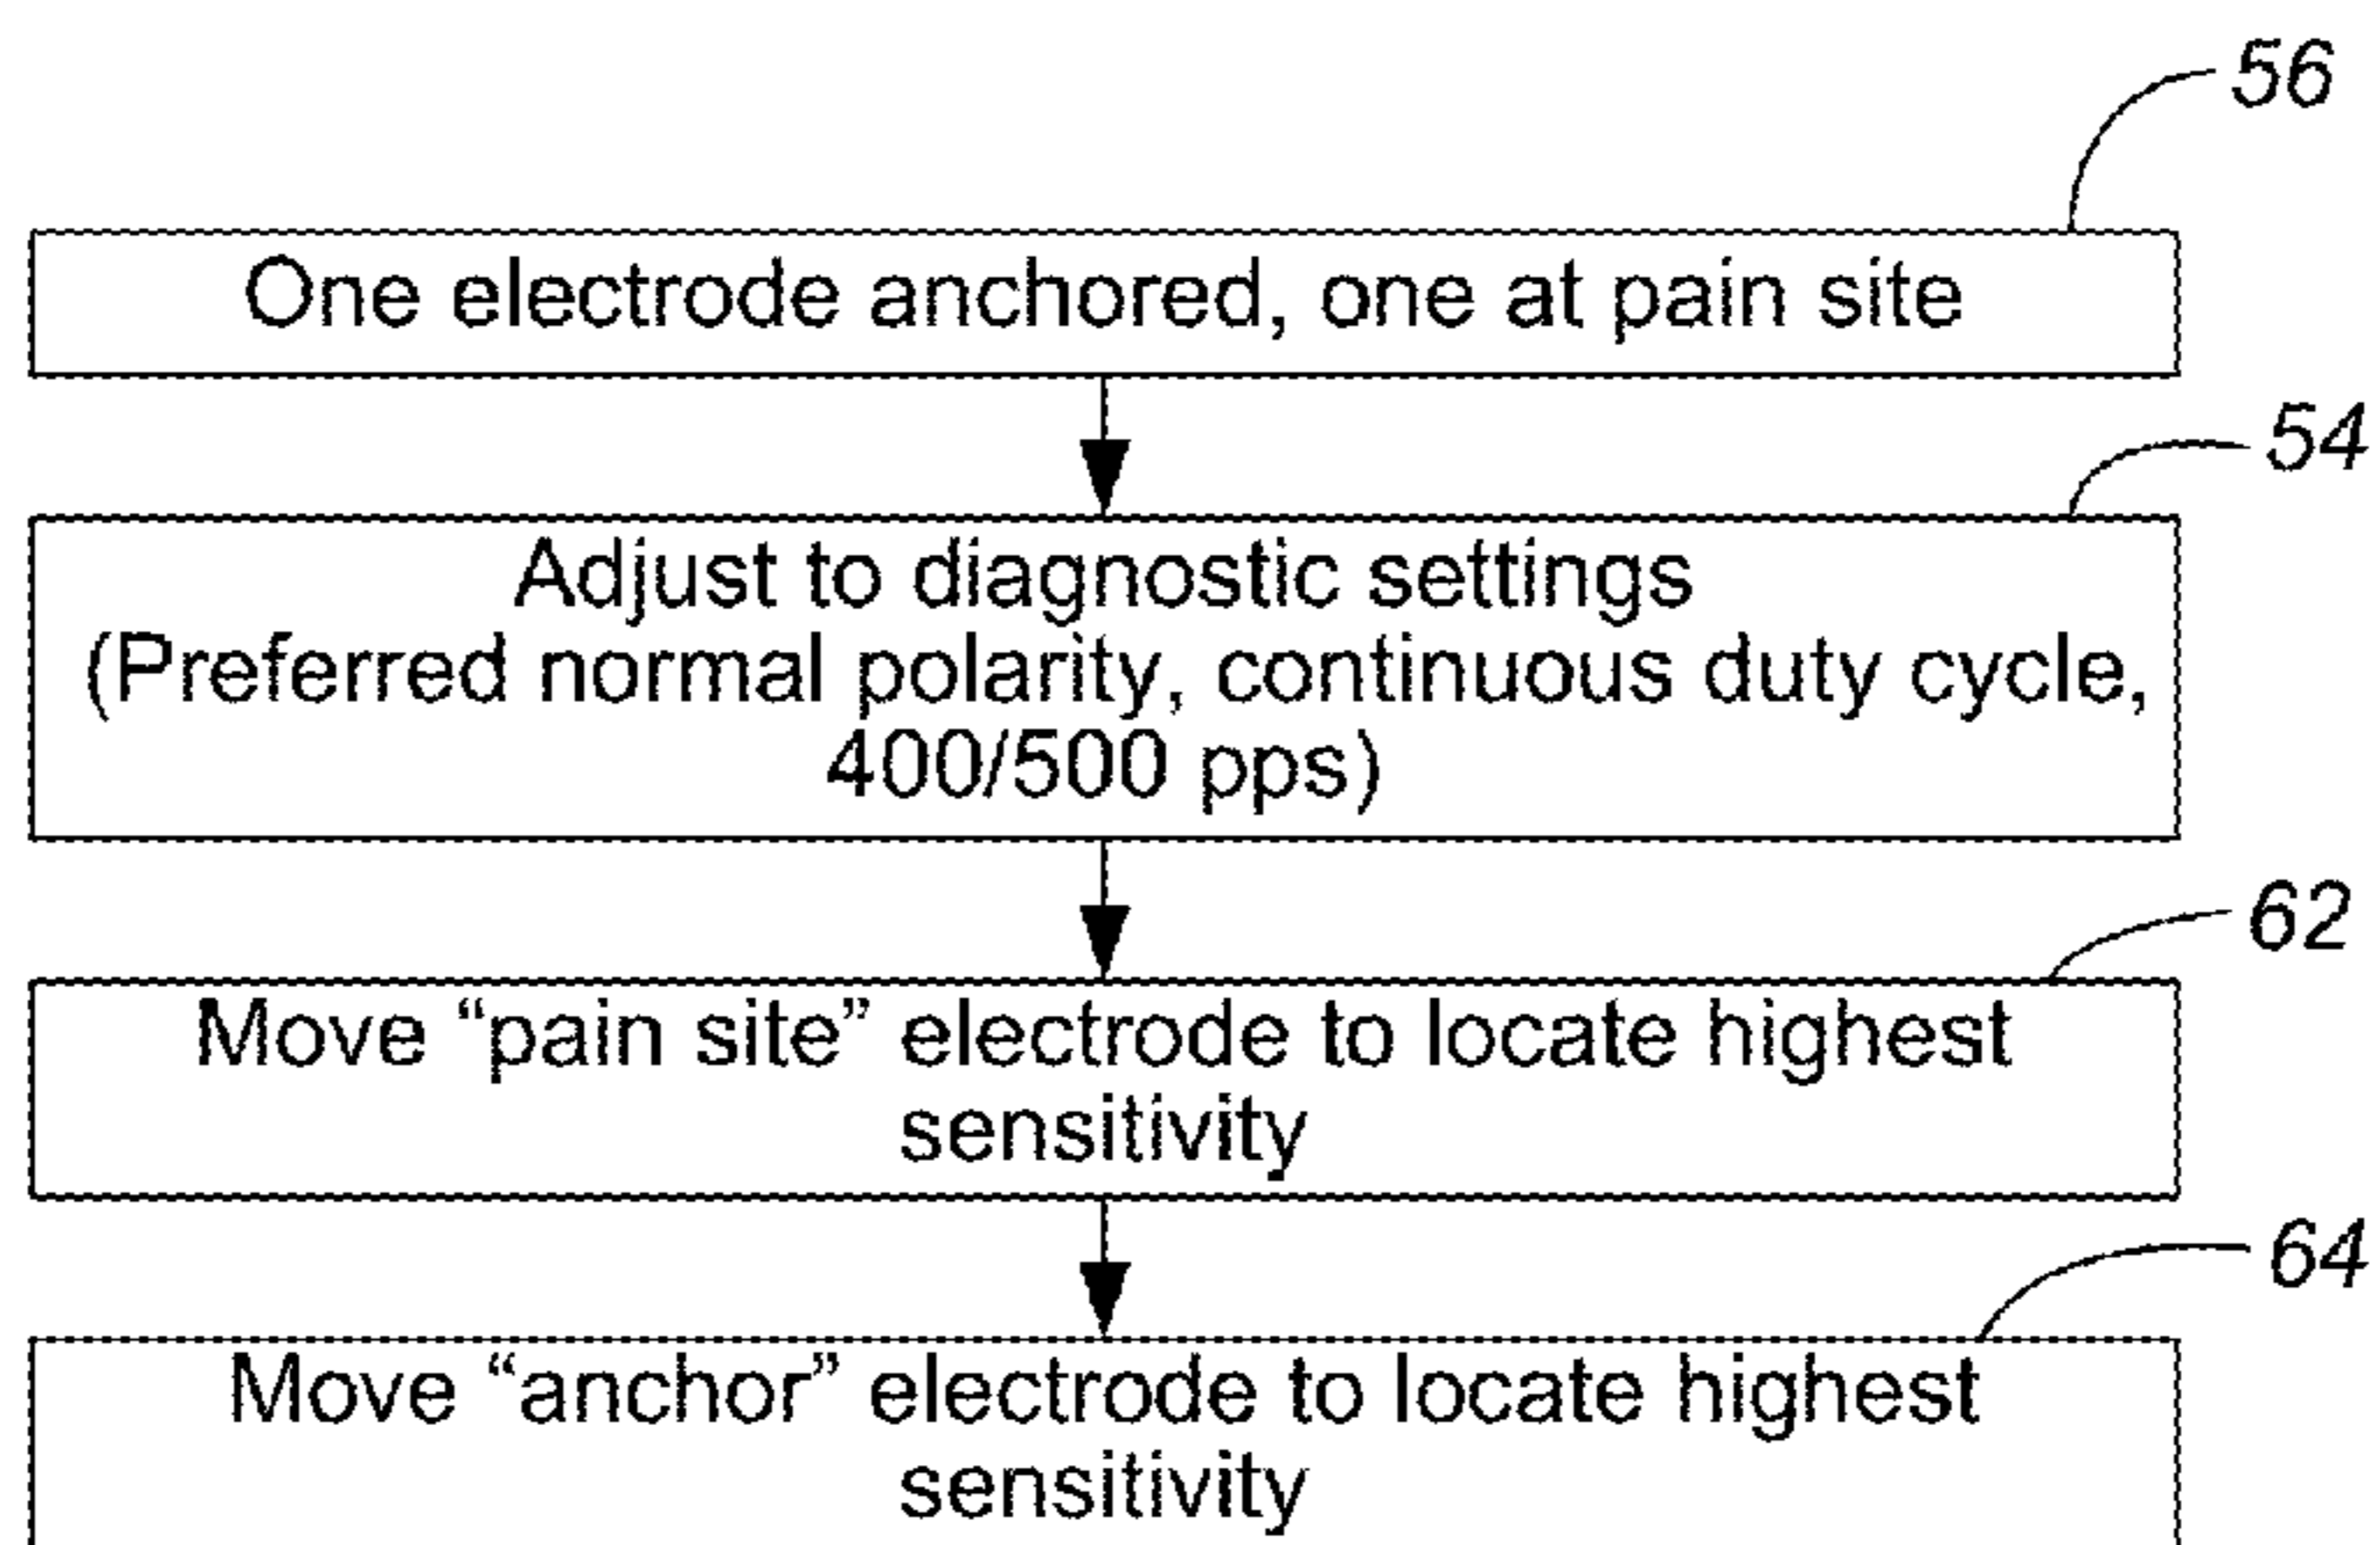 56
One electrode anchored, one at pain site
54
Adjust to diagnostic settings
(Preferred normal polarity, continuous duty cycle,
400/500 pps)
62
Move “pain site” electrode to locate highest
sensitivity
64
Move “anchor” electrode to locate highest
sensitivity